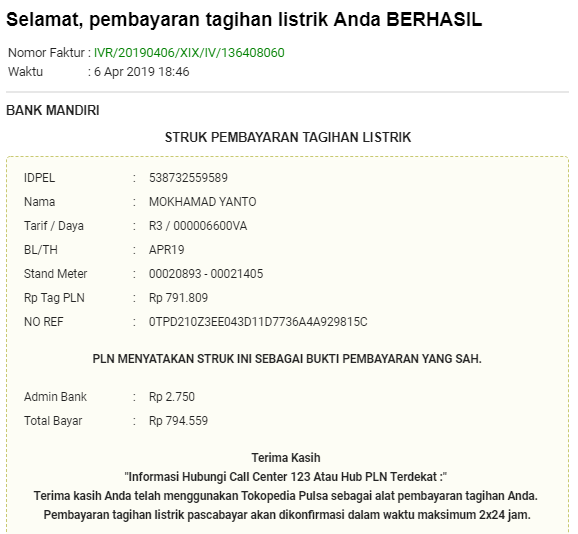 Selamat, pembayaran tagihan listrik Anda BERHASIL
Nomor Faktur : IVR/20190406/XIX/IV/136408060
Waktu : 6 Apr 2019 18:46
BANK MANDIRI
STRUK PEMBAYARAN TAGIHAN LISTRIK
IDPEL : 538732559589
Nama : MOKHAMAD YANTO
Tarif / Daya : R3 / 000006600VA
BL/TH : APR19
Stand Meter : 00020893 - 00021405
Rp Tag PLN : Rp 791.809
NO REF : 0TPD210Z3EE043D11D7736A4A929815C
PLN MENYATAKAN STRUK INI SEBAGAI BUKTI PEMBAYARAN YANG SAH.
Admin Bank : Rp 2.750
Total Bayar : Rp 794.559
Terima Kasih
"Informasi Hubungi Call Center 123 Atau Hub PLN Terdekat :"
Terima kasih Anda telah menggunakan Tokopedia Pulsa sebagai alat pembayaran tagihan Anda.
Pembayaran tagihan listrik pascabayar akan dikonfirmasi dalam waktu maksimum 2x24 jam.